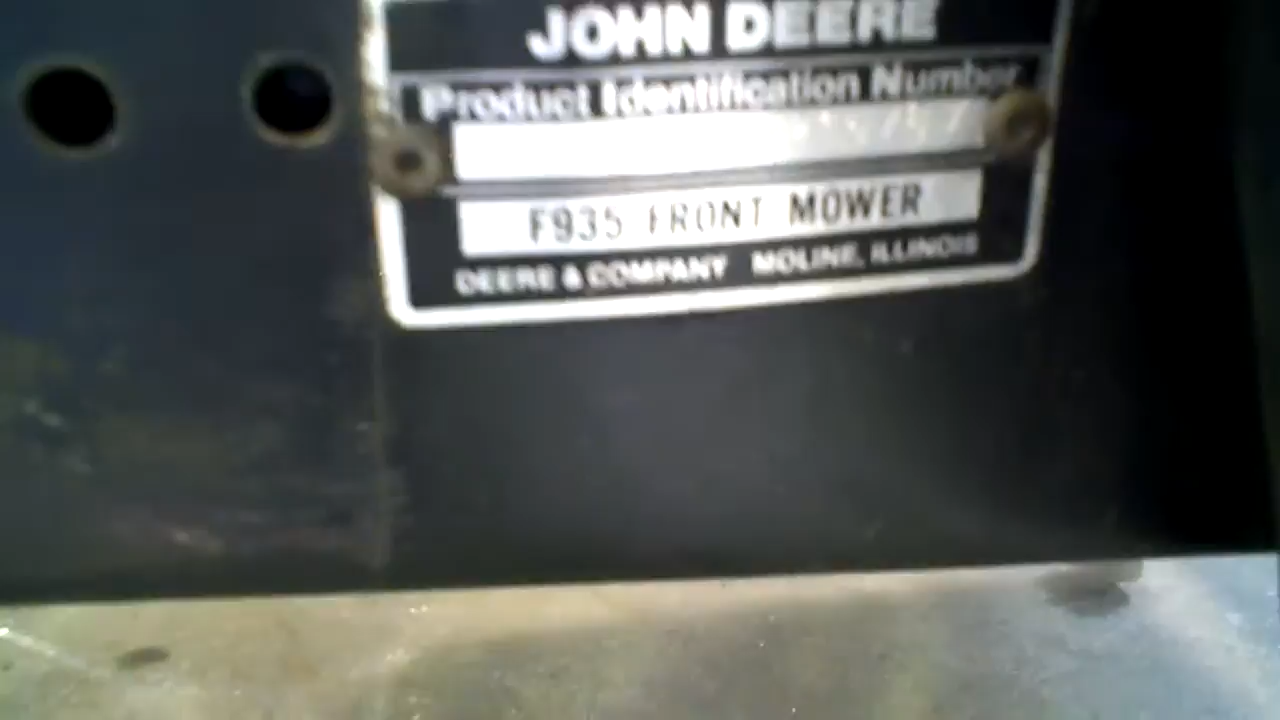 JOHN DEERE
Product Identification Number
F935 FRONT MOWER
DEERE & COMPANY MOLINE, ILLINOIS